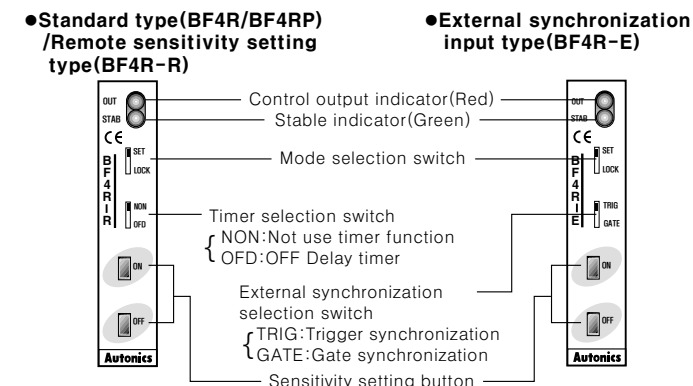 ●Standard type(BF4R/BF4RP)
/Remote sensitivity setting
type(BF4R-R)
●External synchronization
input type(BF4R-E)
OUT
STAB
CE
SET
LOCK
BF4R-R
NON
OFD
ON
OFF
Autonics
Control output indicator(Red)
Stable indicator(Green)
Mode selection switch
Timer selection switch
{ NON:Not use timer function
OFD:OFF Delay timer
External synchronization
selection switch
{ TRIG:Trigger synchronization
GATE:Gate synchronization
Sensitivity setting button
OUT
STAB
CE
SET
LOCK
BF4R-E
TRIG
GATE
ON
OFF
Autonics